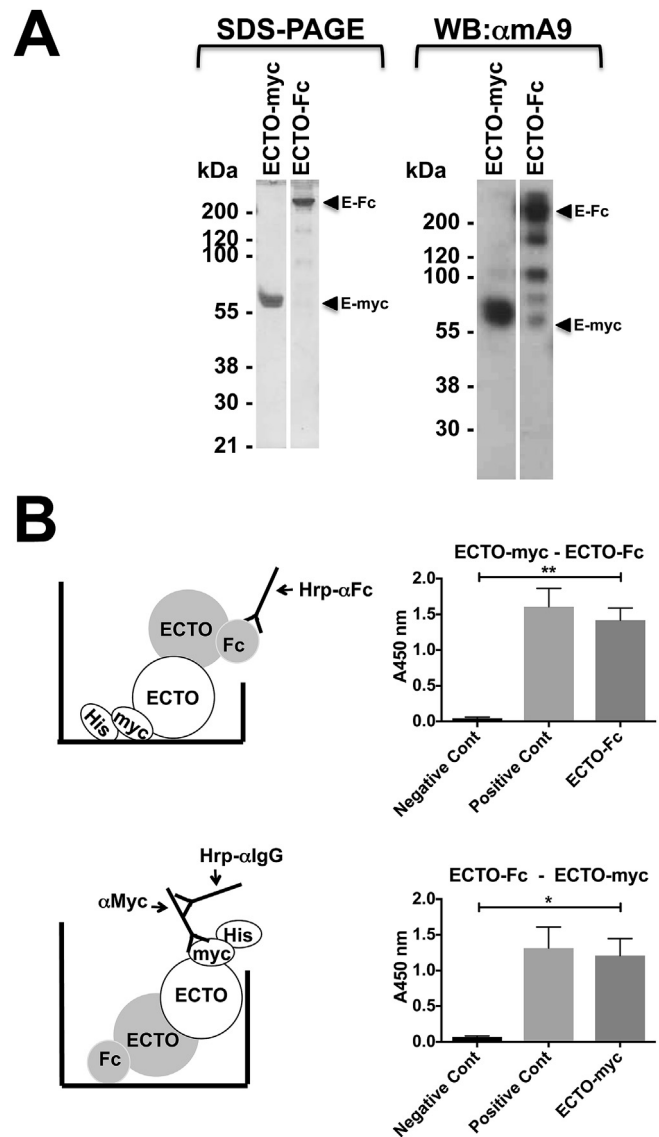 A
SDS-PAGE
WB:αmA9
ECTO-myc
ECTO-Fc
ECTO-myc
ECTO-Fc
kDa
200 -
120 -
100 -
55 -
38 -
30 -
21 -
E-Fc
E-myc
kDa
200 -
120 -
100 -
55 -
38 -
30 -
E-Fc
E-myc
B
Hrp-αFc
ECTO
Fc
ECTO
His
myc
ECTO-myc - ECTO-Fc
**
A450 nm
2.0
1.5
1.0
0.5
0.0
Negative Cont
Positive Cont
ECTO-Fc
Hrp-αIgG
αMyc
His
myc
ECTO
ECTO
Fc
ECTO-Fc - ECTO-myc
*
A450 nm
2.0
1.5
1.0
0.5
0.0
Negative Cont
Positive Cont
ECTO-myc